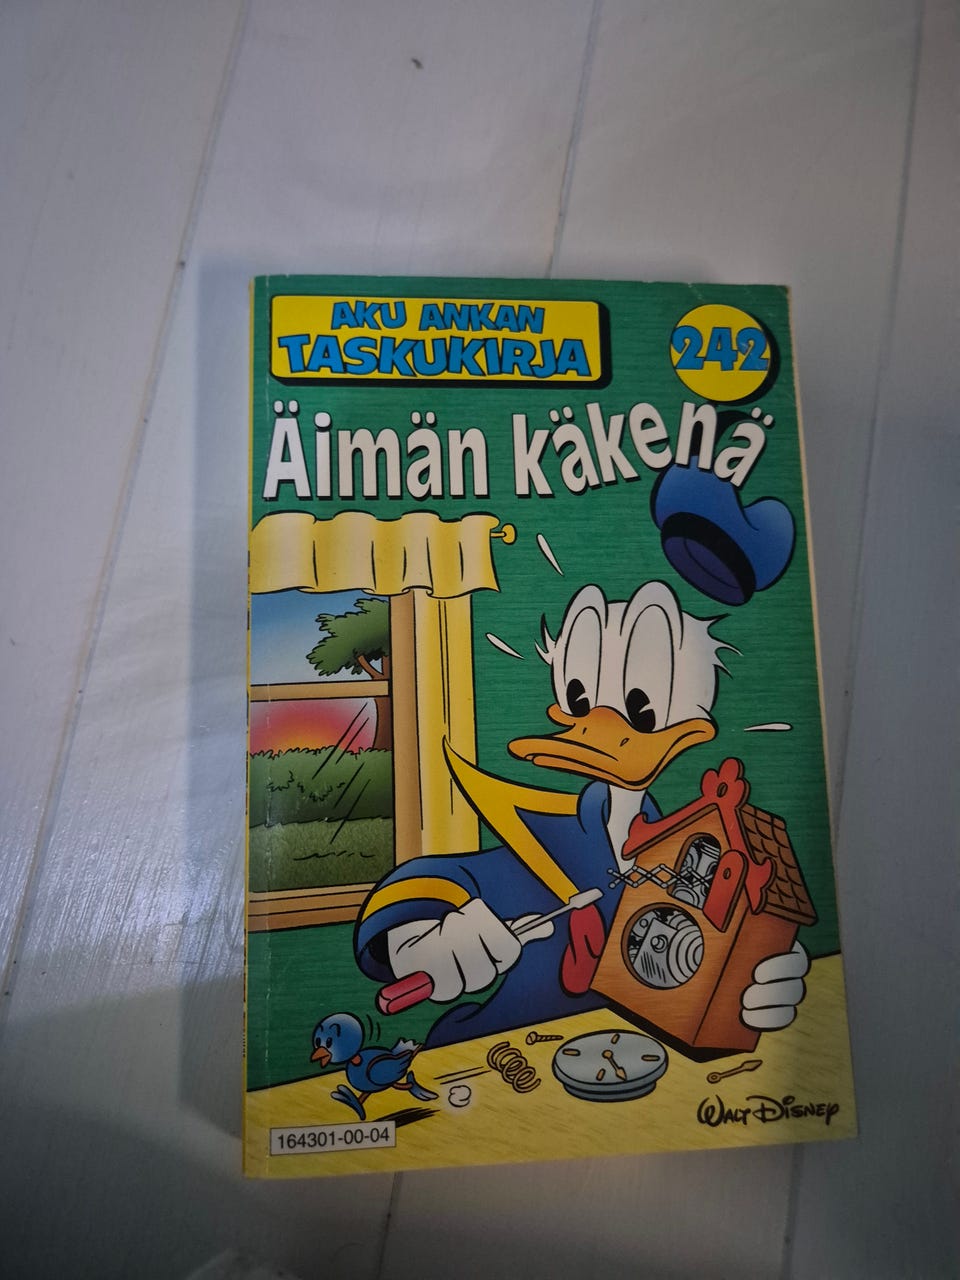 AKU ANKAN
TASKUKIRJA
242
Äimän käkenä
WALT DISNEY
164301-00-04